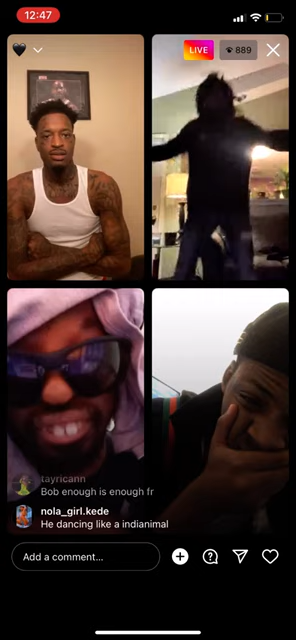 12:47
LIVE
889
tayricann
Bob enough is enough fr
nola_girl.kede
He dancing like a indianimal
Add a comment...